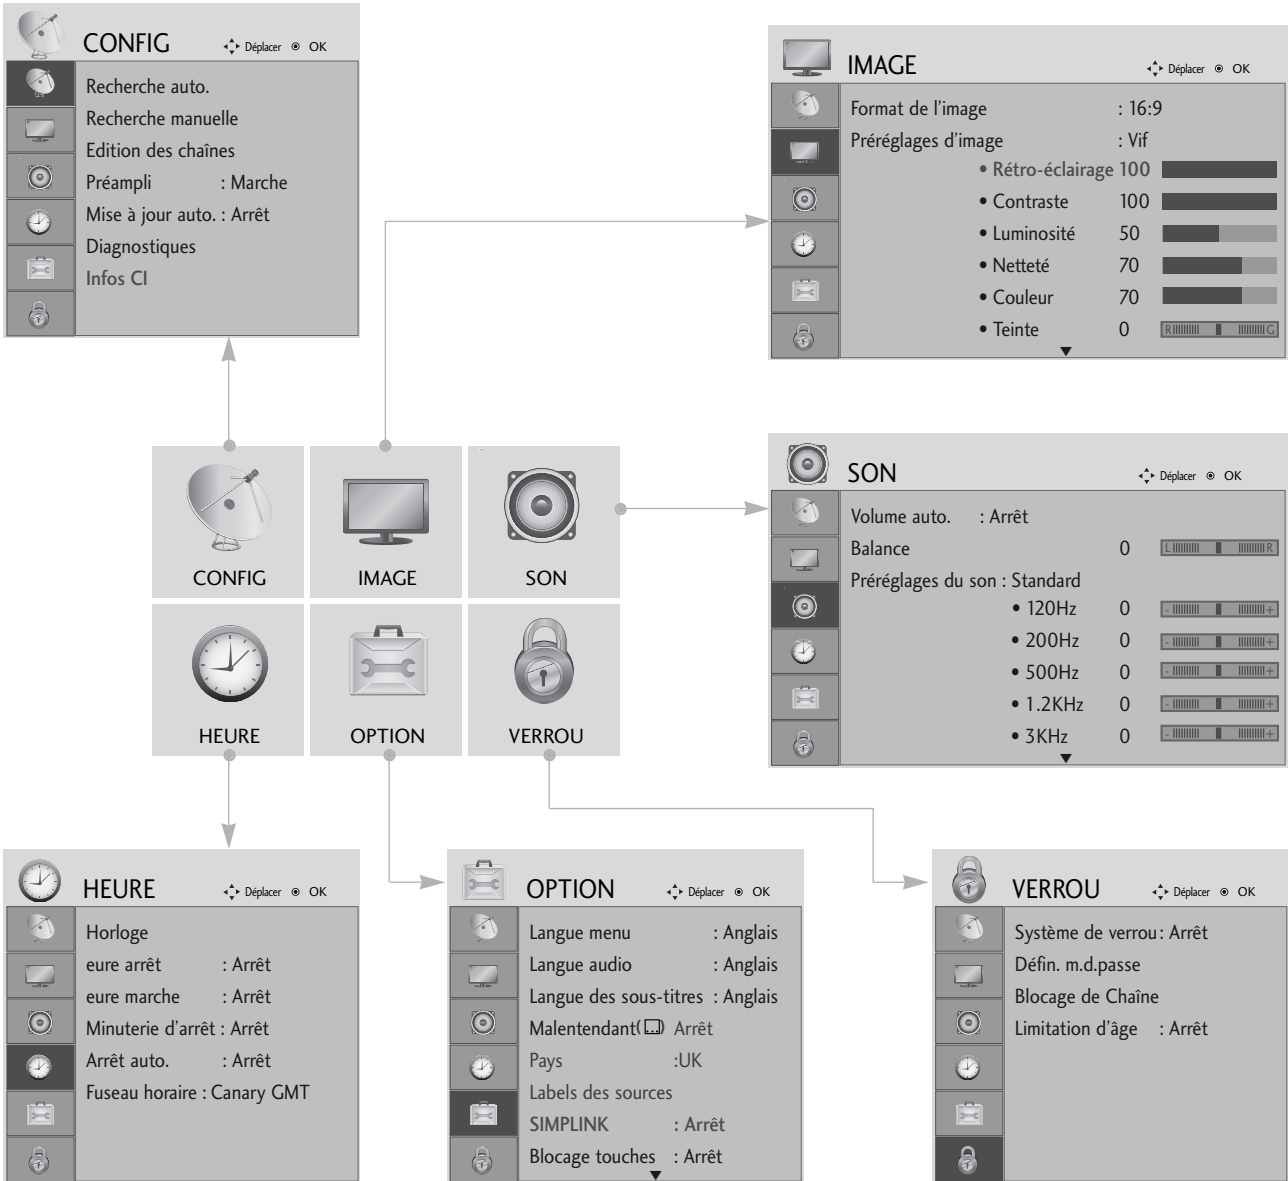 CONFIG
Déplacer OK
Recherche auto.
Recherche manuelle
Edition des chaînes
Préampli : Marche
Mise à jour auto. : Arrêt
Diagnostiques
Infos CI
IMAGE
Déplacer OK
Format de l'image : 16:9
Préréglages d'image : Vif
• Rétro-éclairage 100
• Contraste 100
• Luminosité 50
• Netteté 70
• Couleur 70
• Teinte 0 R G
CONFIG
IMAGE
SON
HEURE
OPTION
VERROU
SON
Déplacer OK
Volume auto. : Arrêt
Balance 0 L R
Préréglages du son : Standard
• 120Hz 0 - +
• 200Hz 0 - +
• 500Hz 0 - +
• 1.2KHz 0 - +
• 3KHz 0 - +
HEURE
Déplacer OK
Horloge
eure arrêt : Arrêt
eure marche : Arrêt
Minuterie d'arrêt : Arrêt
Arrêt auto. : Arrêt
Fuseau horaire : Canary GMT
OPTION
Déplacer OK
Langue menu : Anglais
Langue audio : Anglais
Langue des sous-titres : Anglais
Malentendant( ) Arrêt
Pays :UK
Labels des sources
SIMPLINK : Arrêt
Blocage touches : Arrêt
VERROU
Déplacer OK
Système de verrou : Arrêt
Défin. m.d.passe
Blocage de Chaîne
Limitation d'âge : Arrêt